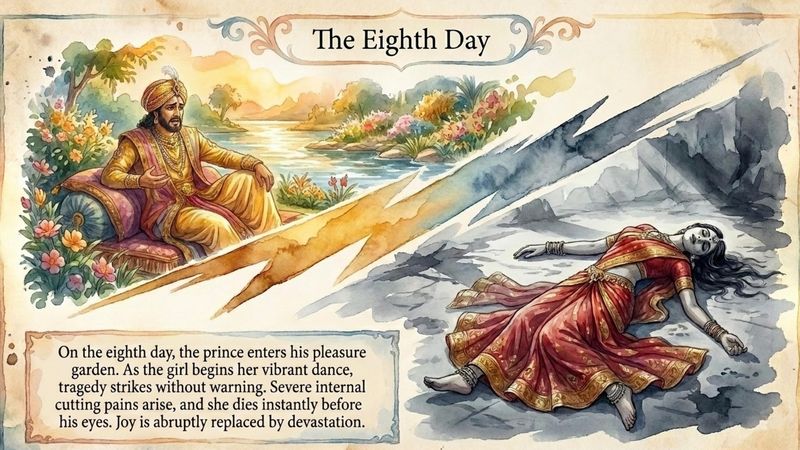 The Eighth Day
On the eighth day, the prince enters his pleasure
garden. As the girl begins her vibrant dance,
tragedy strikes without warning. Severe internal
cutting pains arise, and she dies instantly before
his eyes. Joy is abruptly replaced by devastation.